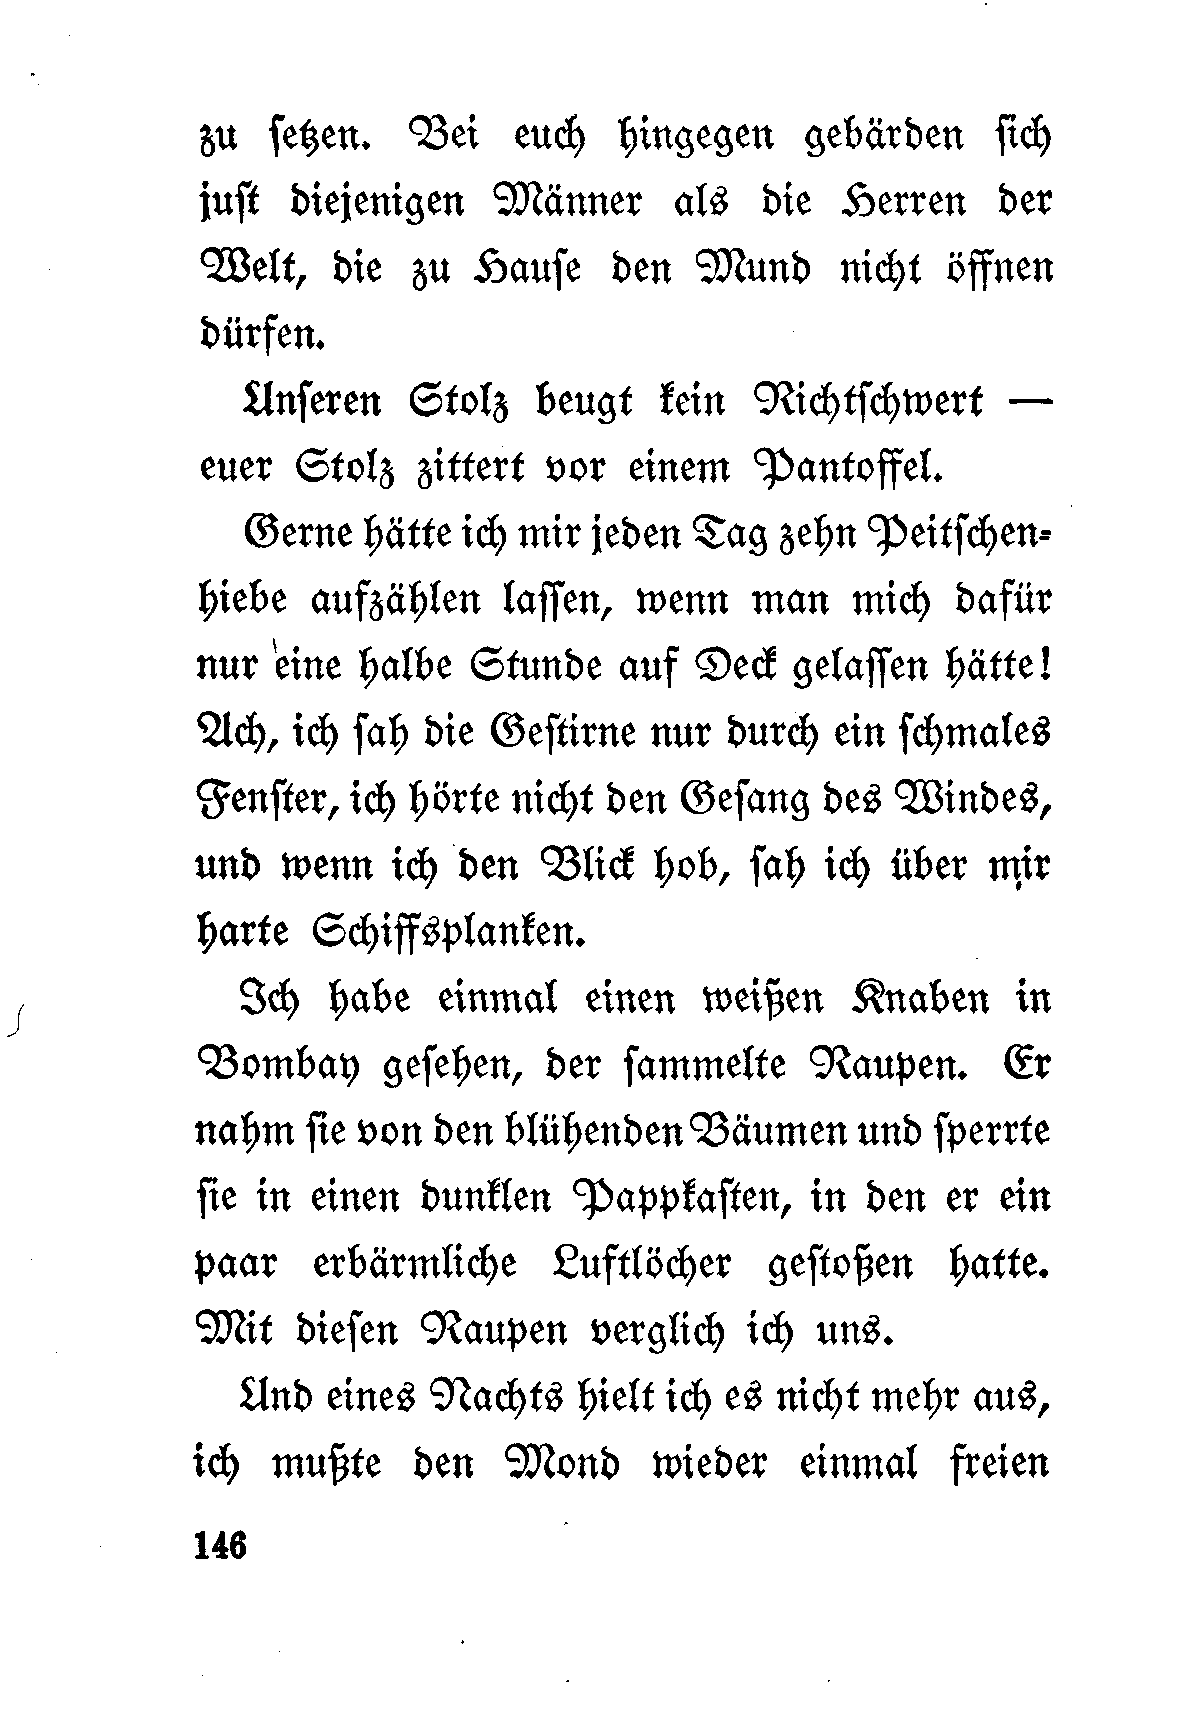 zu setzen. Bei euch hingegen gebärden sich
just diejenigen Männer als die Herren der
Welt, die zu Hause den Mund nicht öffnen
dürfen.
Unseren Stolz beugt kein Richtschwert —
euer Stolz zittert vor einem Pantoffel.
Gerne hätte ich mir jeden Tag zehn Peitschen-
hiebe aufzählen lassen, wenn man mich dafür
nur eine halbe Stunde auf Deck gelassen hätte!
Ach, ich sah die Gestirne nur durch ein schmales
Fenster, ich hörte nicht den Gesang des Windes,
und wenn ich den Blick hob, sah ich über mir
harte Schiffsplanken.
Ich habe einmal einen weißen Knaben in
Bombay gesehen, der sammelte Raupen. Er
nahm sie von den blühenden Bäumen und sperrte
sie in einen dunklen Pappkasten, in den er ein
paar erbärmliche Luftlöcher gestoßen hatte.
Mit diesen Raupen verglich ich uns.
Und eines Nachts hielt ich es nicht mehr aus,
ich mußte den Mond wieder einmal freien
146